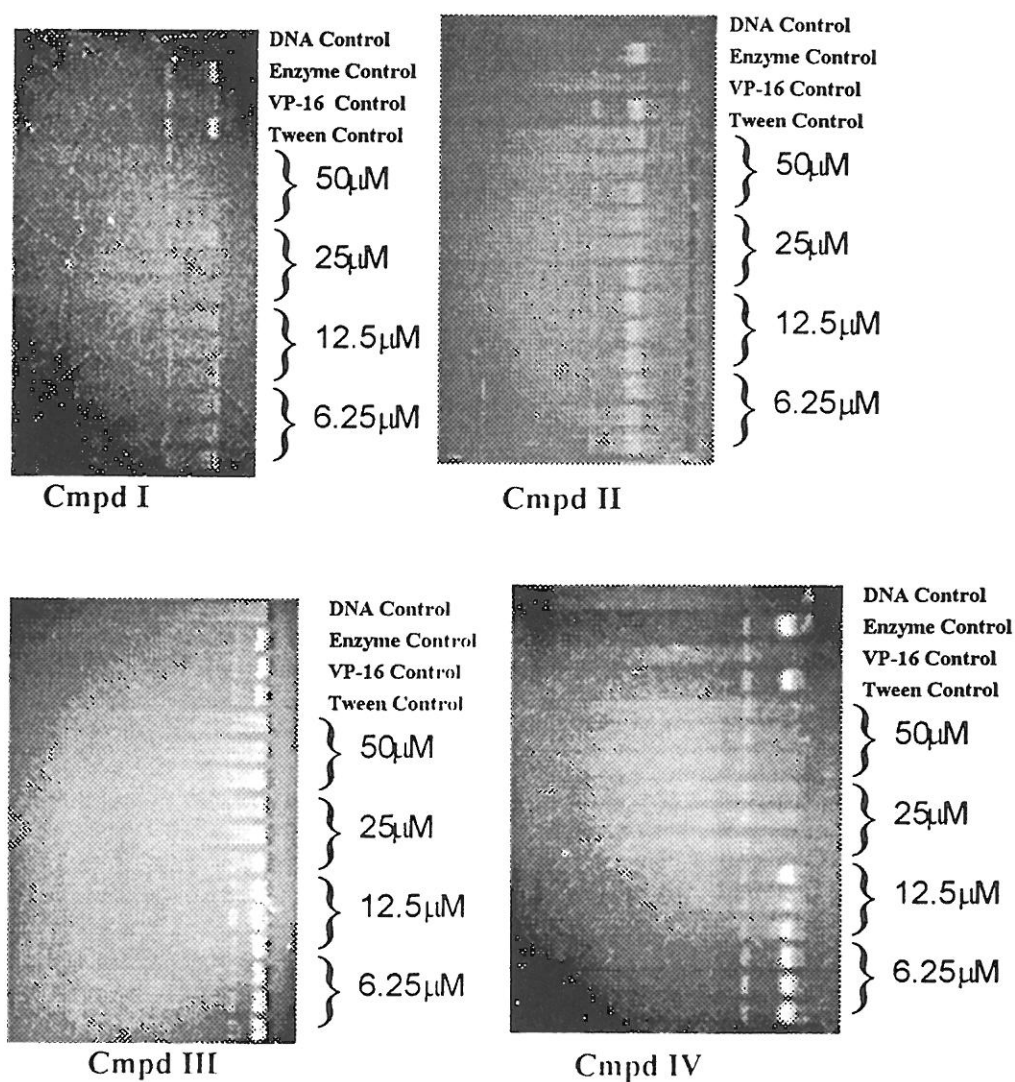 DNA Control
Enzyme Control
VP-16 Control
Tween Control
50μM
25μM
12.5μM
6.25μM
Cmpd I
DNA Control
Enzyme Control
VP-16 Control
Tween Control
50μM
25μM
12.5μM
6.25μM
Cmpd II
DNA Control
Enzyme Control
VP-16 Control
Tween Control
50μM
25μM
12.5μM
6.25μM
Cmpd III
DNA Control
Enzyme Control
VP-16 Control
Tween Control
50μM
25μM
12.5μM
6.25μM
Cmpd IV